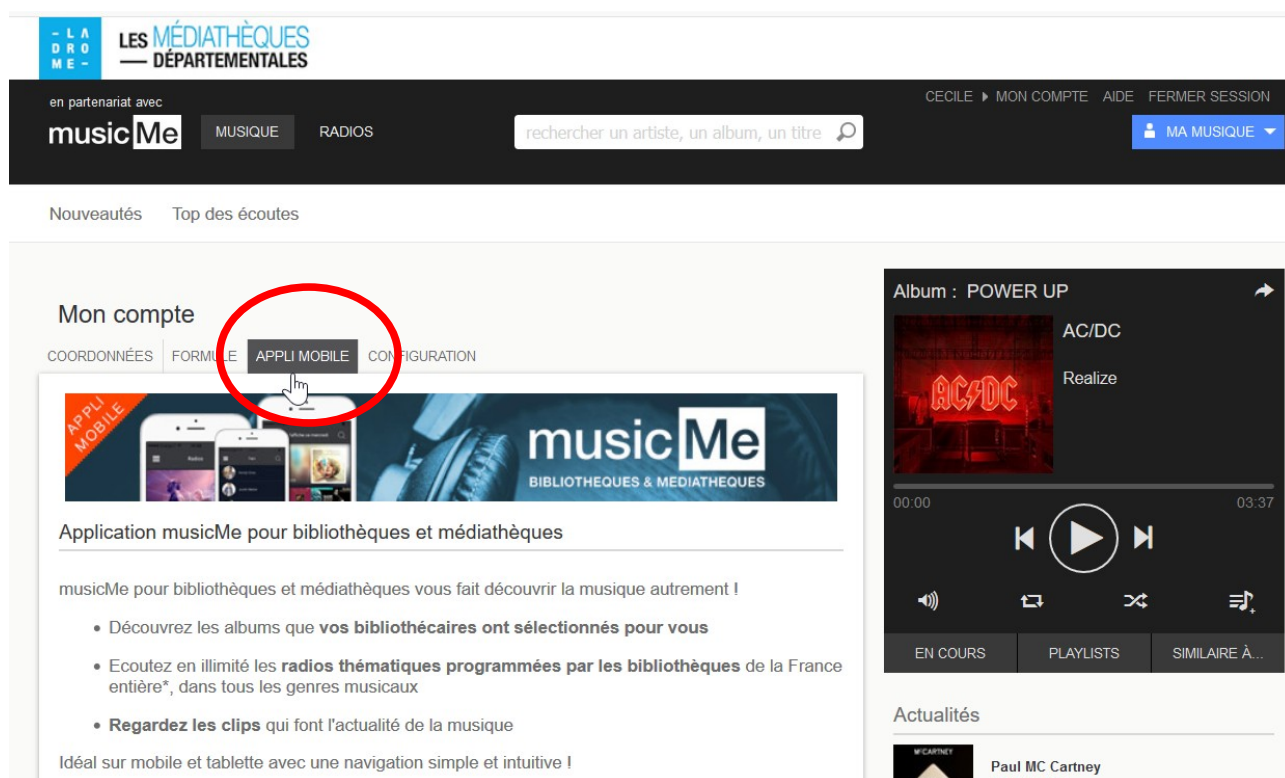 - L A
D R O
M E -
LES MÉDIATHÈQUES
— DÉPARTEMENTALES
en partenariat avec
musicMe
MUSIQUE
RADIOS
rechercher un artiste, un album, un titre
CECILE ▶ MON COMPTE AIDE FERMER SESSION
MA MUSIQUE
Nouveautés Top des écoutes
Mon compte
COORDONNÉES FORMULE APPLI MOBILE CONFIGURATION
APPLI
MOBILE
Radios
musicMe
BIBLIOTHEQUES & MEDIATHEQUES
Application musicMe pour bibliothèques et médiathèques
musicMe pour bibliothèques et médiathèques vous fait découvrir la musique autrement !
• Découvrez les albums que vos bibliothécaires ont sélectionnés pour vous
• Ecoutez en illimité les radios thématiques programmées par les bibliothèques de la France
entière*, dans tous les genres musicaux
• Regardez les clips qui font l'actualité de la musique
Idéal sur mobile et tablette avec une navigation simple et intuitive !
Album : POWER UP
AC/DC
AC/DC
Realize
00:00 03:37
EN COURS PLAYLISTS SIMILAIRE À...
Actualités
McCARTNEY
Paul MC Cartney